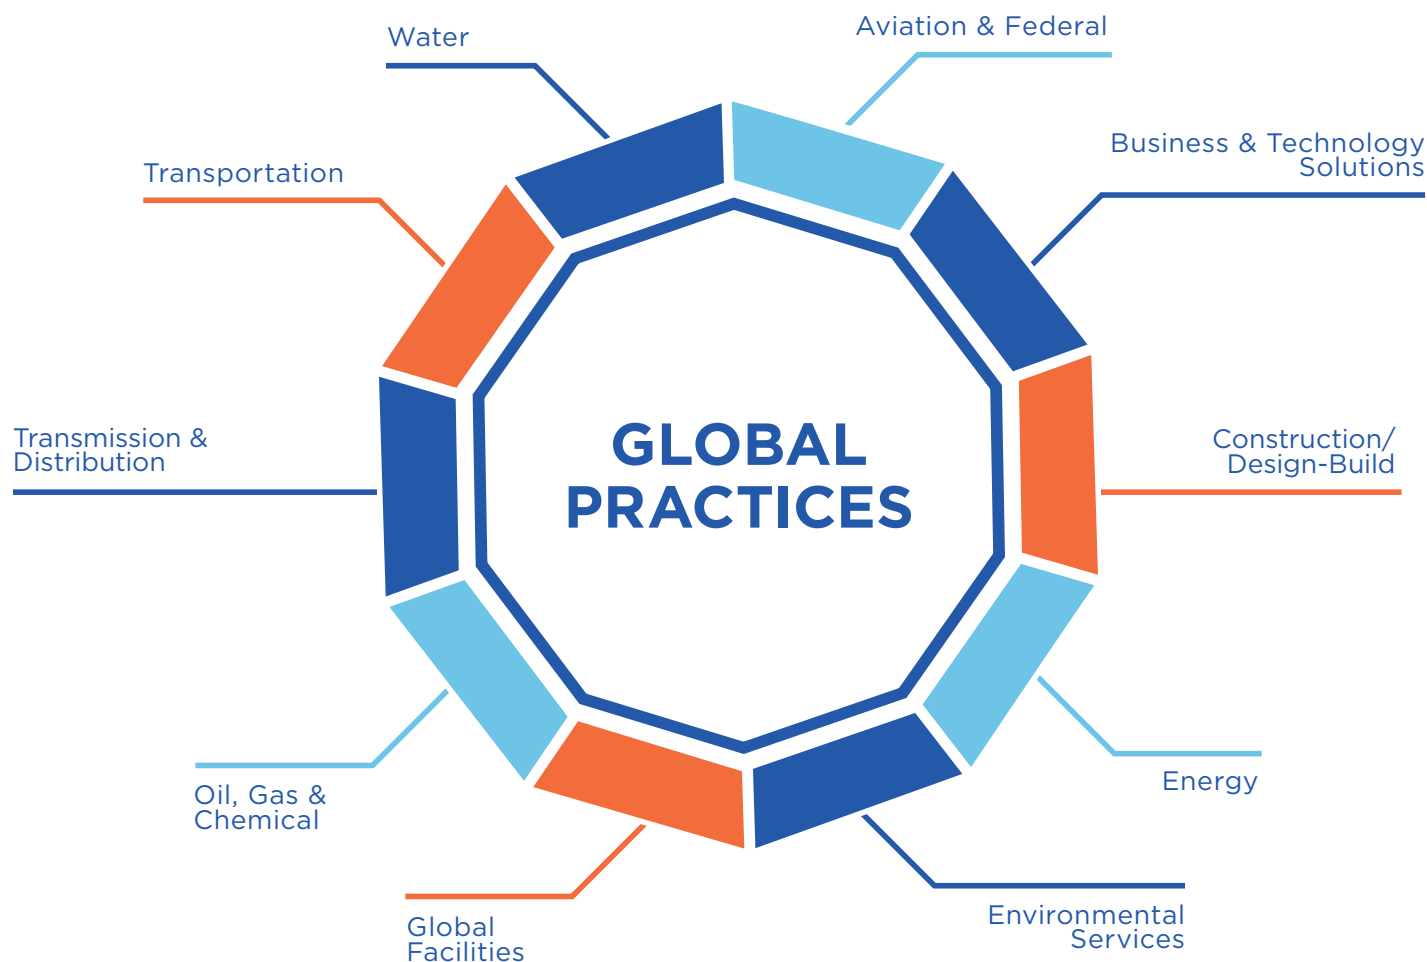 Water
Aviation & Federal
Business & Technology
Solutions
Transportation
Transmission &
Distribution
GLOBAL
PRACTICES
Construction/
Design-Build
Oil, Gas &
Chemical
Energy
Global
Facilities
Environmental
Services